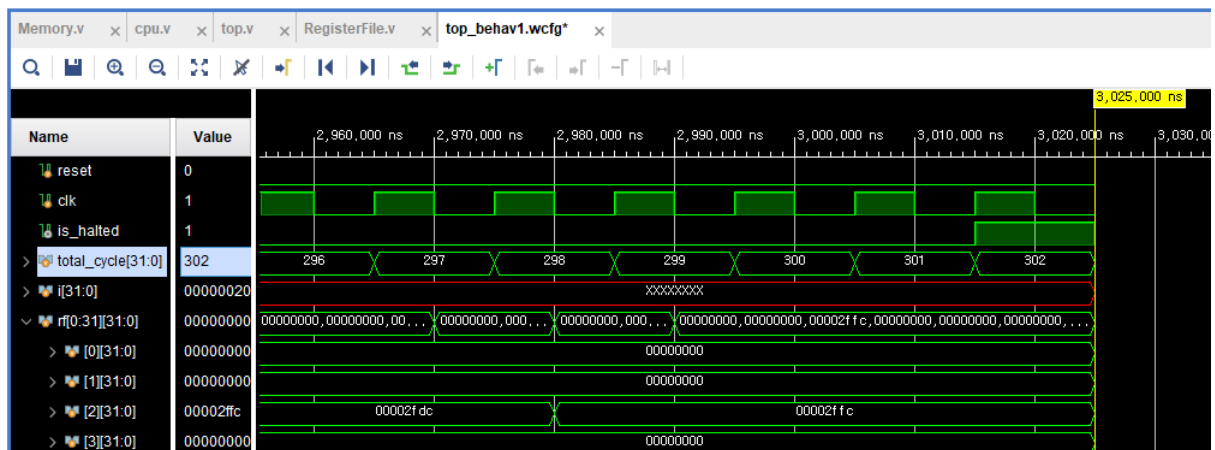 Memory.v × cpu.v × top.v × RegisterFile.v × top_behav1.wcfg* ×
3,025.000 ns
Name Value 2,960.000 ns 2,970.000 ns 2,980.000 ns 2,990.000 ns 3,000.000 ns 3,010.000 ns 3,020.000 ns 3,030.0
reset 0
clk 1
is_halted 1
total_cycle[31:0] 302 296 297 298 299 300 301 302
i[31:0] 00000020 XXXXXXXX
rf[0:31][31:0] 00000000 00000000,00000000,00... 00000000,000... 00000000,000... 00000000,00000000,00002ffc,00000000,00000000,00000000,...
[0][31:0] 00000000 00000000
[1][31:0] 00000000 00000000
[2][31:0] 00002ffc 00002fdc 00002ffc
[3][31:0] 00000000 00000000